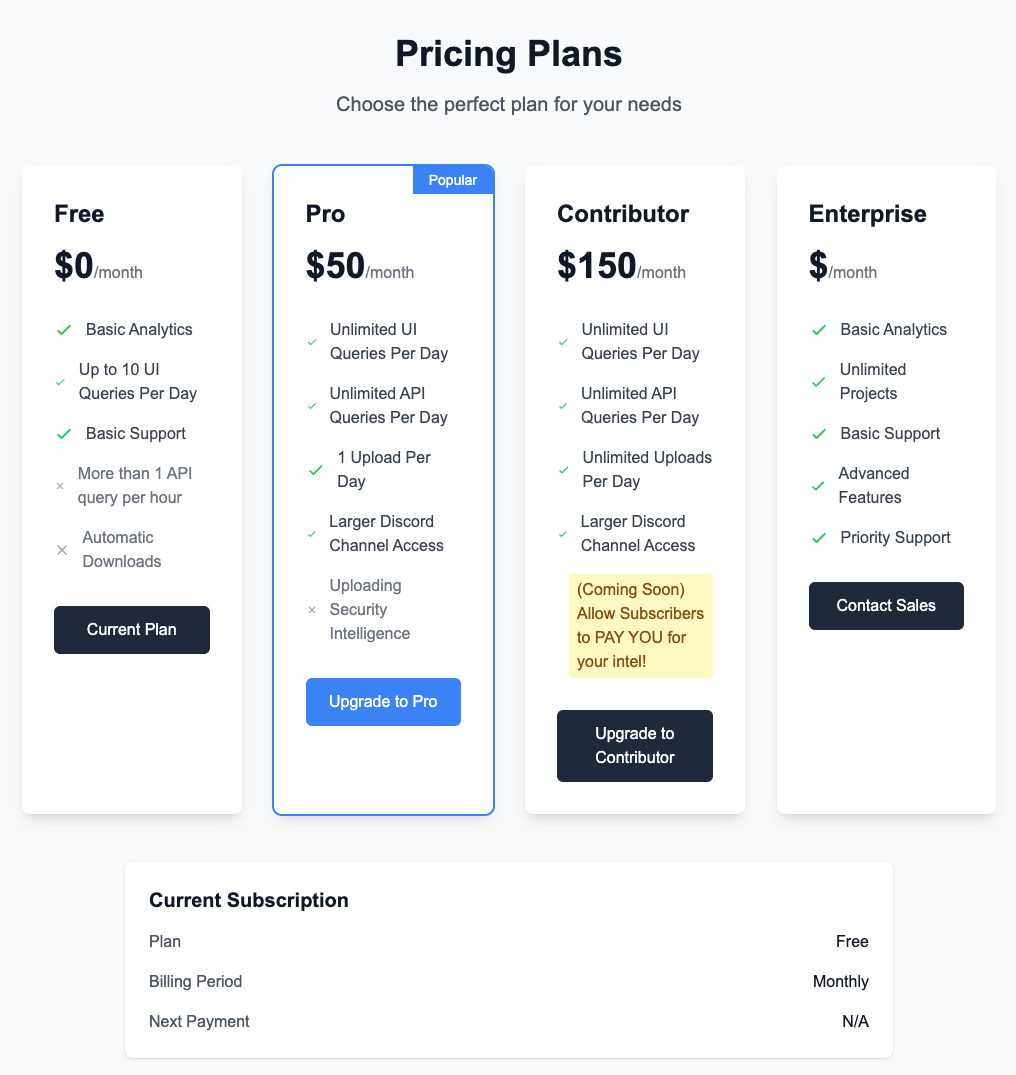 Pricing Plans
Choose the perfect plan for your needs
Free
$0/month
Basic Analytics
Up to 10 UI
Queries Per Day
Basic Support
More than 1 API
query per hour
Automatic
Downloads
Current Plan
Popular
Pro
$50/month
Unlimited UI
Queries Per Day
Unlimited API
Queries Per Day
1 Upload Per
Day
Larger Discord
Channel Access
Uploading
Security
Intelligence
Upgrade to Pro
Contributor
$150/month
Unlimited UI
Queries Per Day
Unlimited API
Queries Per Day
Unlimited Uploads
Per Day
Larger Discord
Channel Access
(Coming Soon)
Allow Subscribers
to PAY YOU for
your intel!
Upgrade to
Contributor
Enterprise
$/month
Basic Analytics
Unlimited
Projects
Basic Support
Advanced
Features
Priority Support
Contact Sales
Current Subscription
Plan Free
Billing Period Monthly
Next Payment N/A